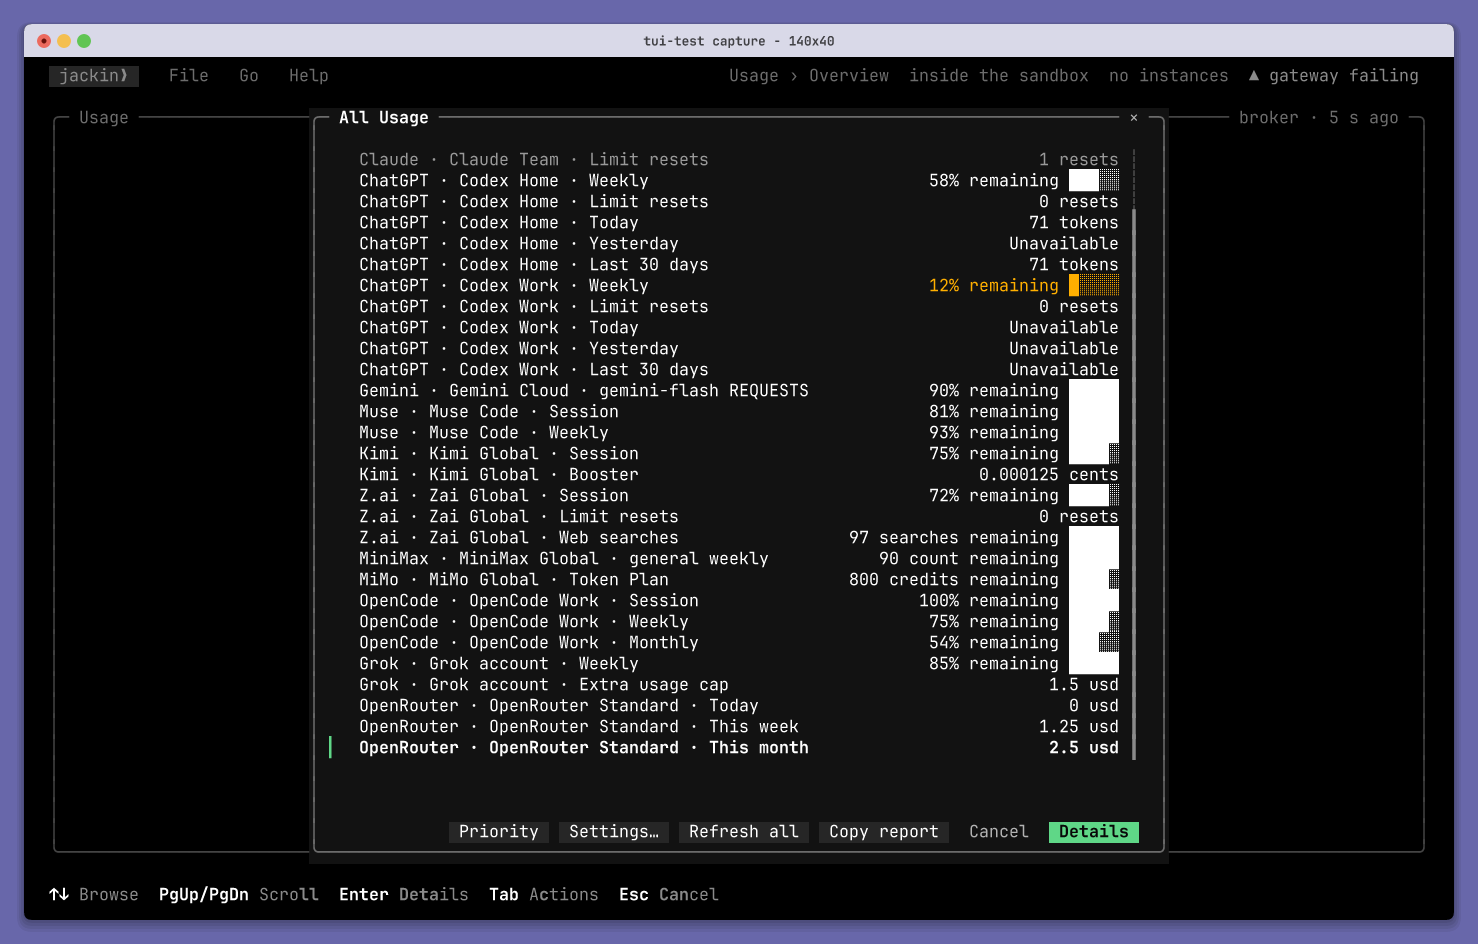 tui-test capture - 140x40
jackin❯ File Go Help Usage › Overview inside the sandbox no instances ▲ gateway failing
Usage All Usage × broker · 5 s ago
Claude · Claude Team · Limit resets 1 resets
ChatGPT · Codex Home · Weekly 58% remaining
ChatGPT · Codex Home · Limit resets 0 resets
ChatGPT · Codex Home · Today 71 tokens
ChatGPT · Codex Home · Yesterday Unavailable
ChatGPT · Codex Home · Last 30 days 71 tokens
ChatGPT · Codex Work · Weekly 12% remaining
ChatGPT · Codex Work · Limit resets 0 resets
ChatGPT · Codex Work · Today Unavailable
ChatGPT · Codex Work · Yesterday Unavailable
ChatGPT · Codex Work · Last 30 days Unavailable
Gemini · Gemini Cloud · gemini-flash REQUESTS 90% remaining
Muse · Muse Code · Session 81% remaining
Muse · Muse Code · Weekly 93% remaining
Kimi · Kimi Global · Session 75% remaining
Kimi · Kimi Global · Booster 0.000125 cents
Z.ai · Zai Global · Session 72% remaining
Z.ai · Zai Global · Limit resets 0 resets
Z.ai · Zai Global · Web searches 97 searches remaining
MiniMax · MiniMax Global · general weekly 90 count remaining
MiMo · MiMo Global · Token Plan 800 credits remaining
OpenCode · OpenCode Work · Session 100% remaining
OpenCode · OpenCode Work · Weekly 75% remaining
OpenCode · OpenCode Work · Monthly 54% remaining
Grok · Grok account · Weekly 85% remaining
Grok · Grok account · Extra usage cap 1.5 usd
OpenRouter · OpenRouter Standard · Today 0 usd
OpenRouter · OpenRouter Standard · This week 1.25 usd
OpenRouter · OpenRouter Standard · This month 2.5 usd
Priority Settings… Refresh all Copy report Cancel Details
↑↓ Browse PgUp/PgDn Scroll Enter Details Tab Actions Esc Cancel